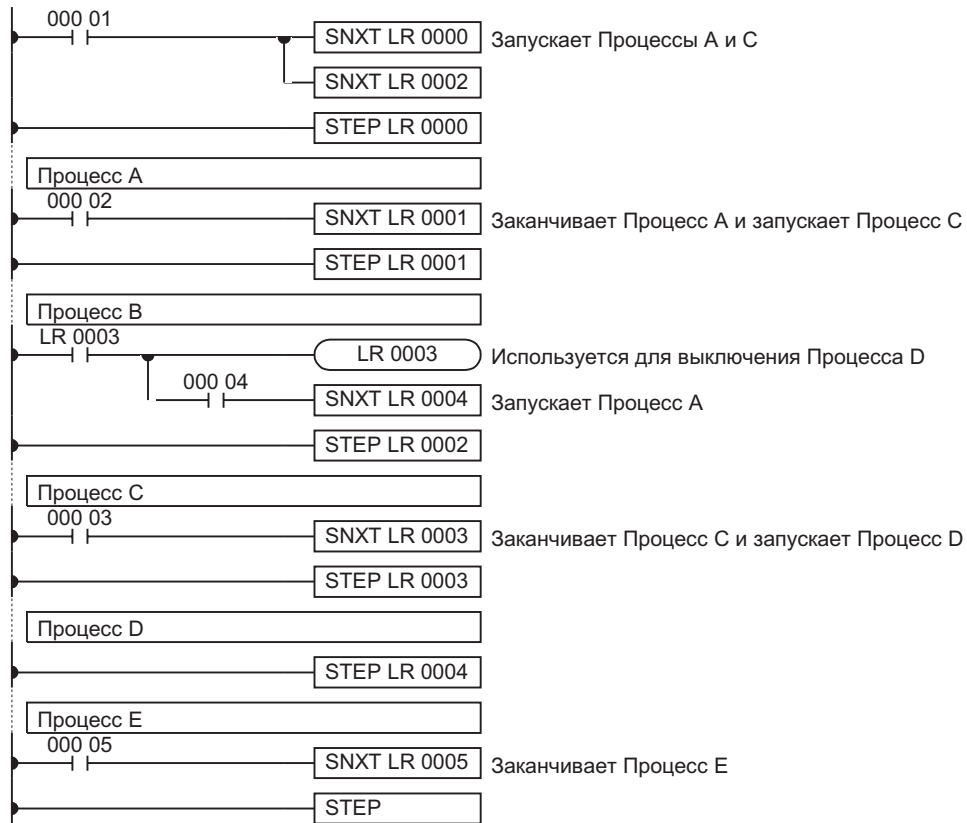 000 01
SNXT LR 0000 Запускает Процессы А и С
SNXT LR 0002
STEP LR 0000
Процесс А
000 02
SNXT LR 0001 Заканчивает Процесс А и запускает Процесс С
STEP LR 0001
Процесс В
LR 0003
LR 0003 Используется для выключения Процесса D
000 04
SNXT LR 0004 Запускает Процесс А
STEP LR 0002
Процесс С
000 03
SNXT LR 0003 Заканчивает Процесс С и запускает Процесс D
STEP LR 0003
Процесс D
STEP LR 0004
Процесс Е
000 05
SNXT LR 0005 Заканчивает Процесс Е
STEP